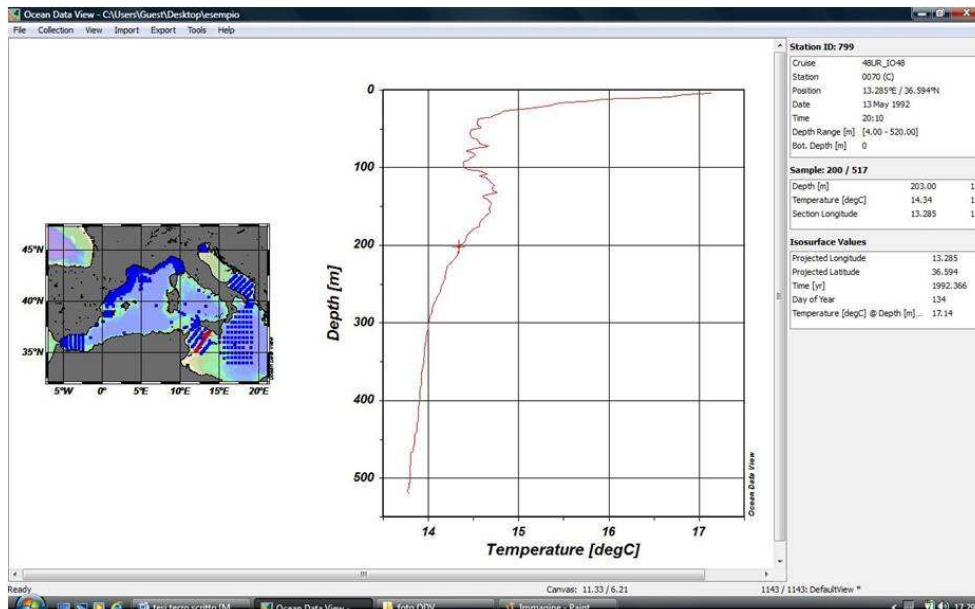 Ocean Data View - C:\Users\Guest\Desktop\esempio
File Collection View Import Export Tools Help
45°N
40°N
35°N
5°W 0° 5°E 10°E 15°E 20°E
0
100
200
300
400
500
Depth [m]
14 15 16 17
Temperature [degC]
Ocean Data View
Station ID: 799
Cruise 48UR_IO48
Station 0070 (C)
Position 13.285°E / 36.594°N
Date 13 May 1992
Time 20:10
Depth Range [m] [4.00 - 520.00]
Bot. Depth [m] 0
Sample: 200 / 517
Depth [m] 203.00 1
Temperature [degC] 14.34 1
Section Longitude 13.285 1
Isosurface Values
Projected Longitude 13.285
Projected Latitude 36.594
Time [yr] 1992.366
Day of Year 134
Temperature [degC] @ Depth [m]... 17.14
Ready Canvas: 11.33 / 6.21 1143 / 1143: DefaultView *
tesi terro scritto [M... Ocean Data View - ... foto ODV Immagine - Paint